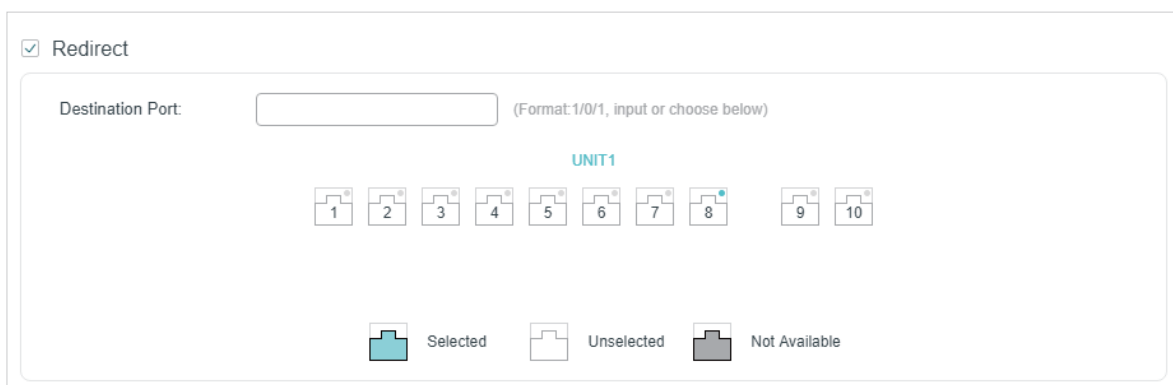 Redirect
Destination Port: (Format:1/0/1, input or choose below)
UNIT1
1 2 3 4 5 6 7 8 9 10
Selected Unselected Not Available